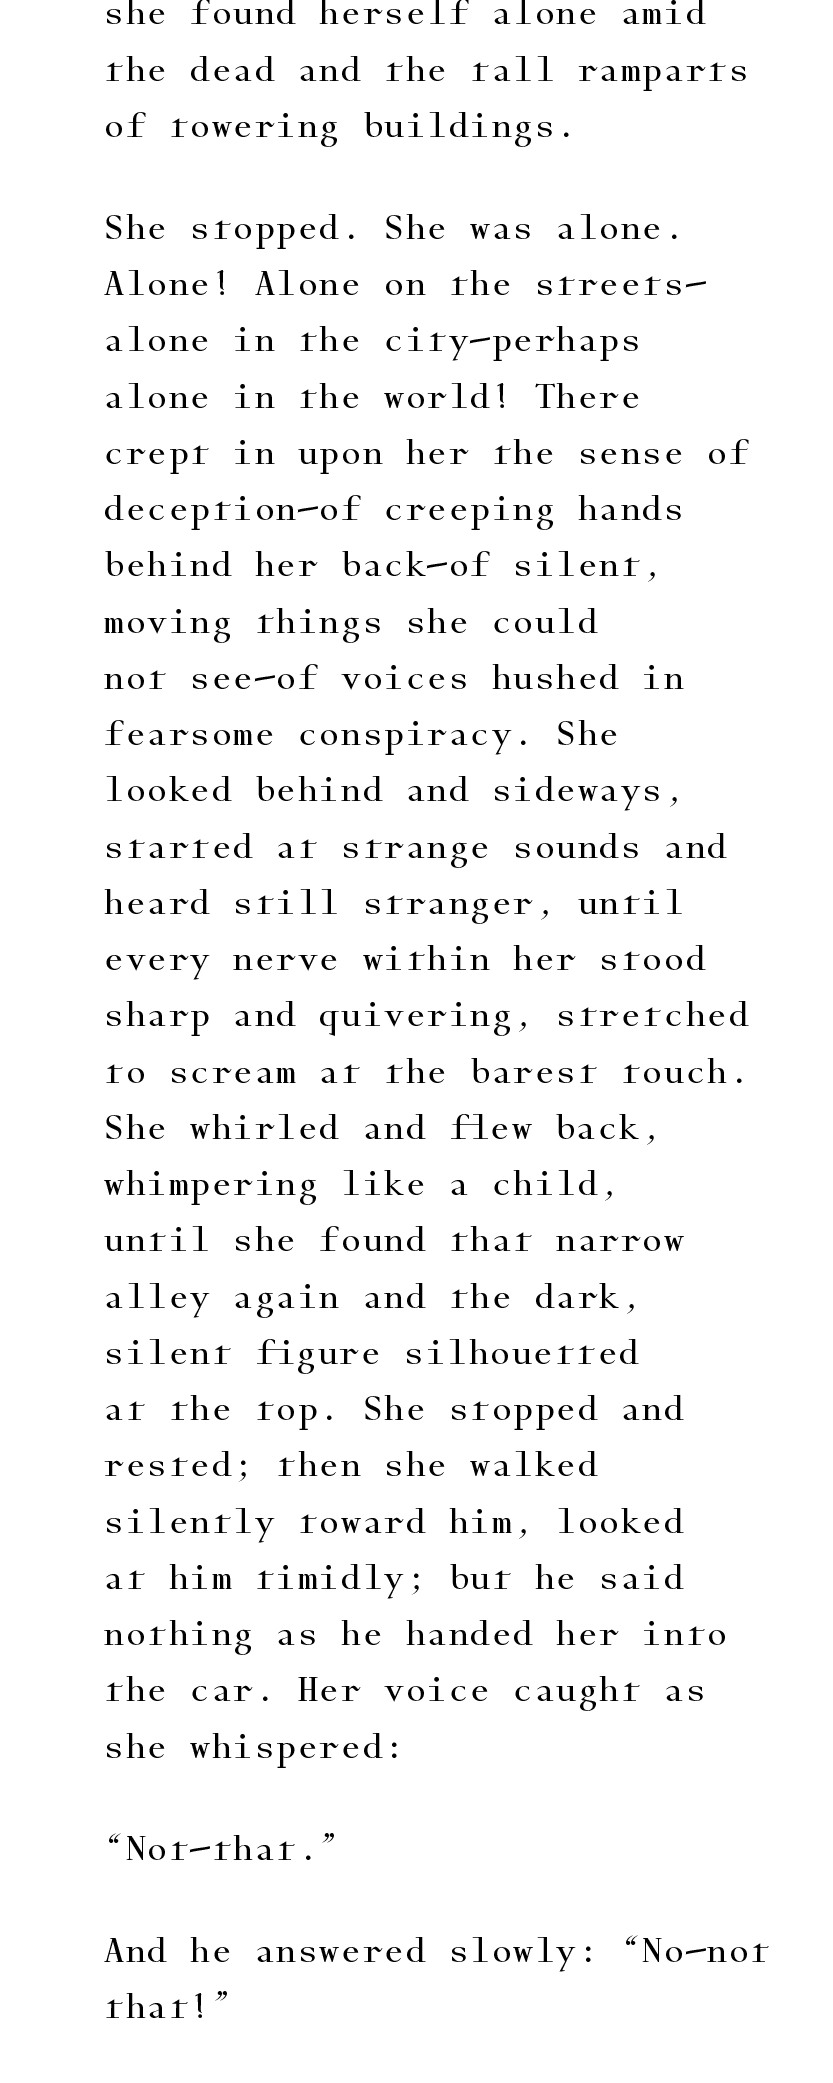 she found herself alone amid
the dead and the tall ramparts
of towering buildings.
She stopped. She was alone.
Alone! Alone on the streets—
alone in the city—perhaps
alone in the world! There
crept in upon her the sense of
deception—of creeping hands
behind her back—of silent,
moving things she could
not see—of voices hushed in
fearsome conspiracy. She
looked behind and sideways,
started at strange sounds and
heard still stranger, until
every nerve within her stood
sharp and quivering, stretched
to scream at the barest touch.
She whirled and flew back,
whimpering like a child,
until she found that narrow
alley again and the dark,
silent figure silhouetted
at the top. She stopped and
rested; then she walked
silently toward him, looked
at him timidly; but he said
nothing as he handed her into
the car. Her voice caught as
she whispered:
“Not—that.”
And he answered slowly: “No—not
that!”